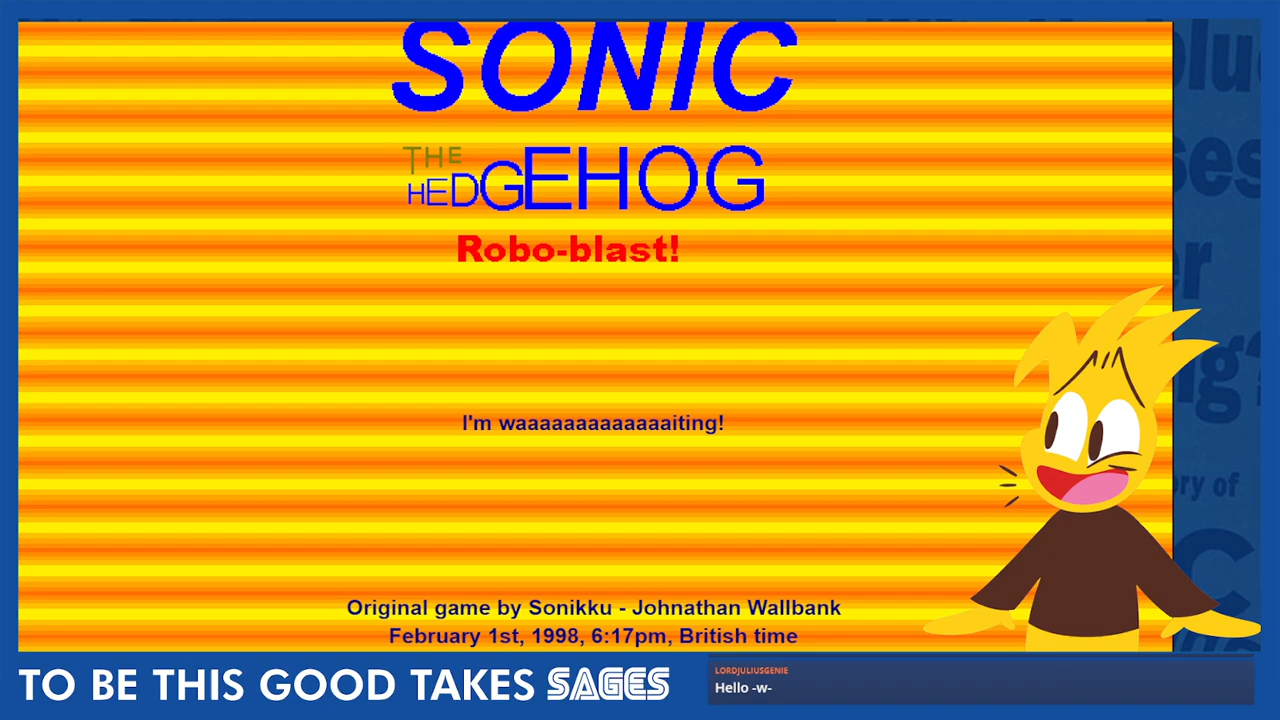 SONIC
THE
HEDGEHOG
Robo-blast!
I'm waaaaaaaaaaaaaaiting!
Original game by Sonikku - Johnathan Wallbank
February 1st, 1998, 6:17pm, British time
TO BE THIS GOOD TAKES SAGES
LORDJULIUSGENIE
Hello -w-